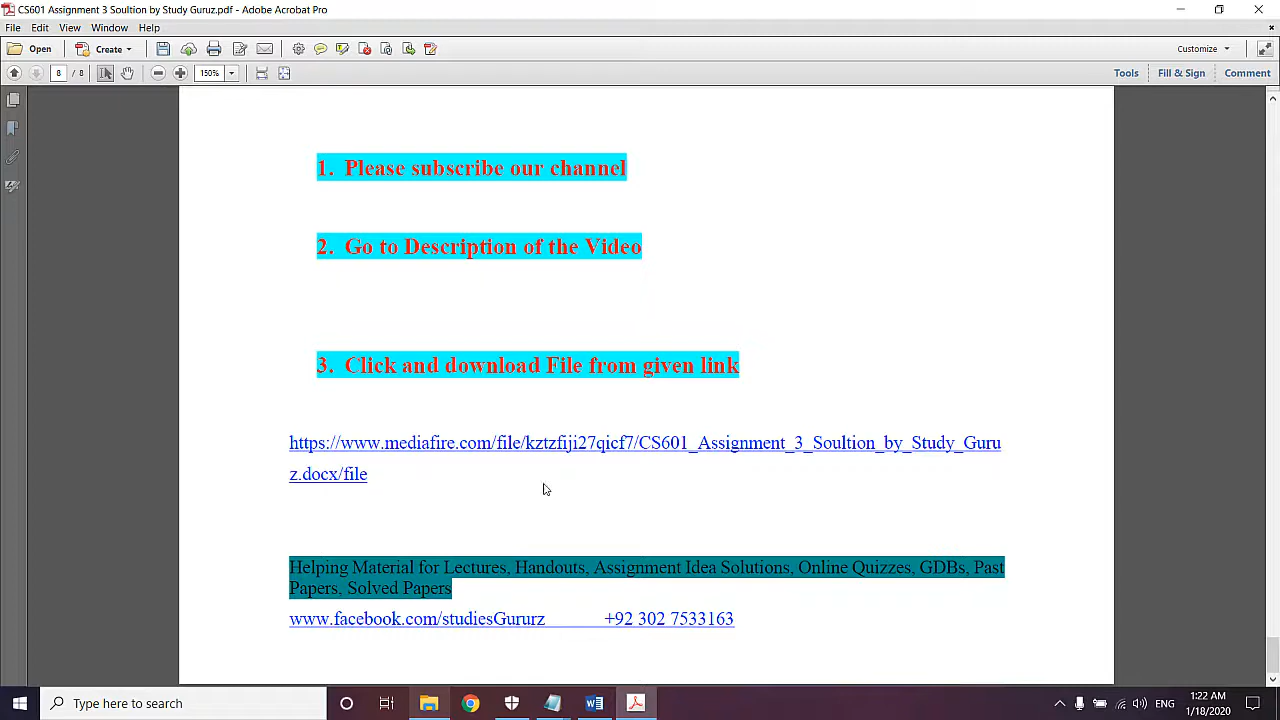 CS601 Assignment 3 Soultion by Study Guruz.pdf - Adobe Acrobat Pro
File Edit View Window Help
Open Create Customize
8 / 8 150% Tools Fill & Sign Comment
1. Please subscribe our channel
2. Go to Description of the Video
3. Click and download File from given link
https://www.mediafire.com/file/kztzfiji27qicf7/CS601_Assignment_3_Soultion_by_Study_Guru
z.docx/file
Helping Material for Lectures, Handouts, Assignment Idea Solutions, Online Quizzes, GDBs, Past
Papers, Solved Papers
www.facebook.com/studiesGururz +92 302 7533163
Type here to search ENG 1:22 AM
1/18/2020